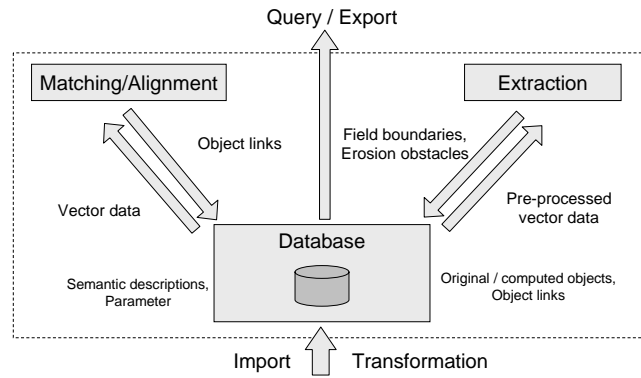 Query / Export
Matching/Alignment
Extraction
Object links
Field boundaries,
Erosion obstacles
Vector data
Pre-processed
vector data
Database
Semantic descriptions,
Parameter
Original / computed objects,
Object links
Import Transformation